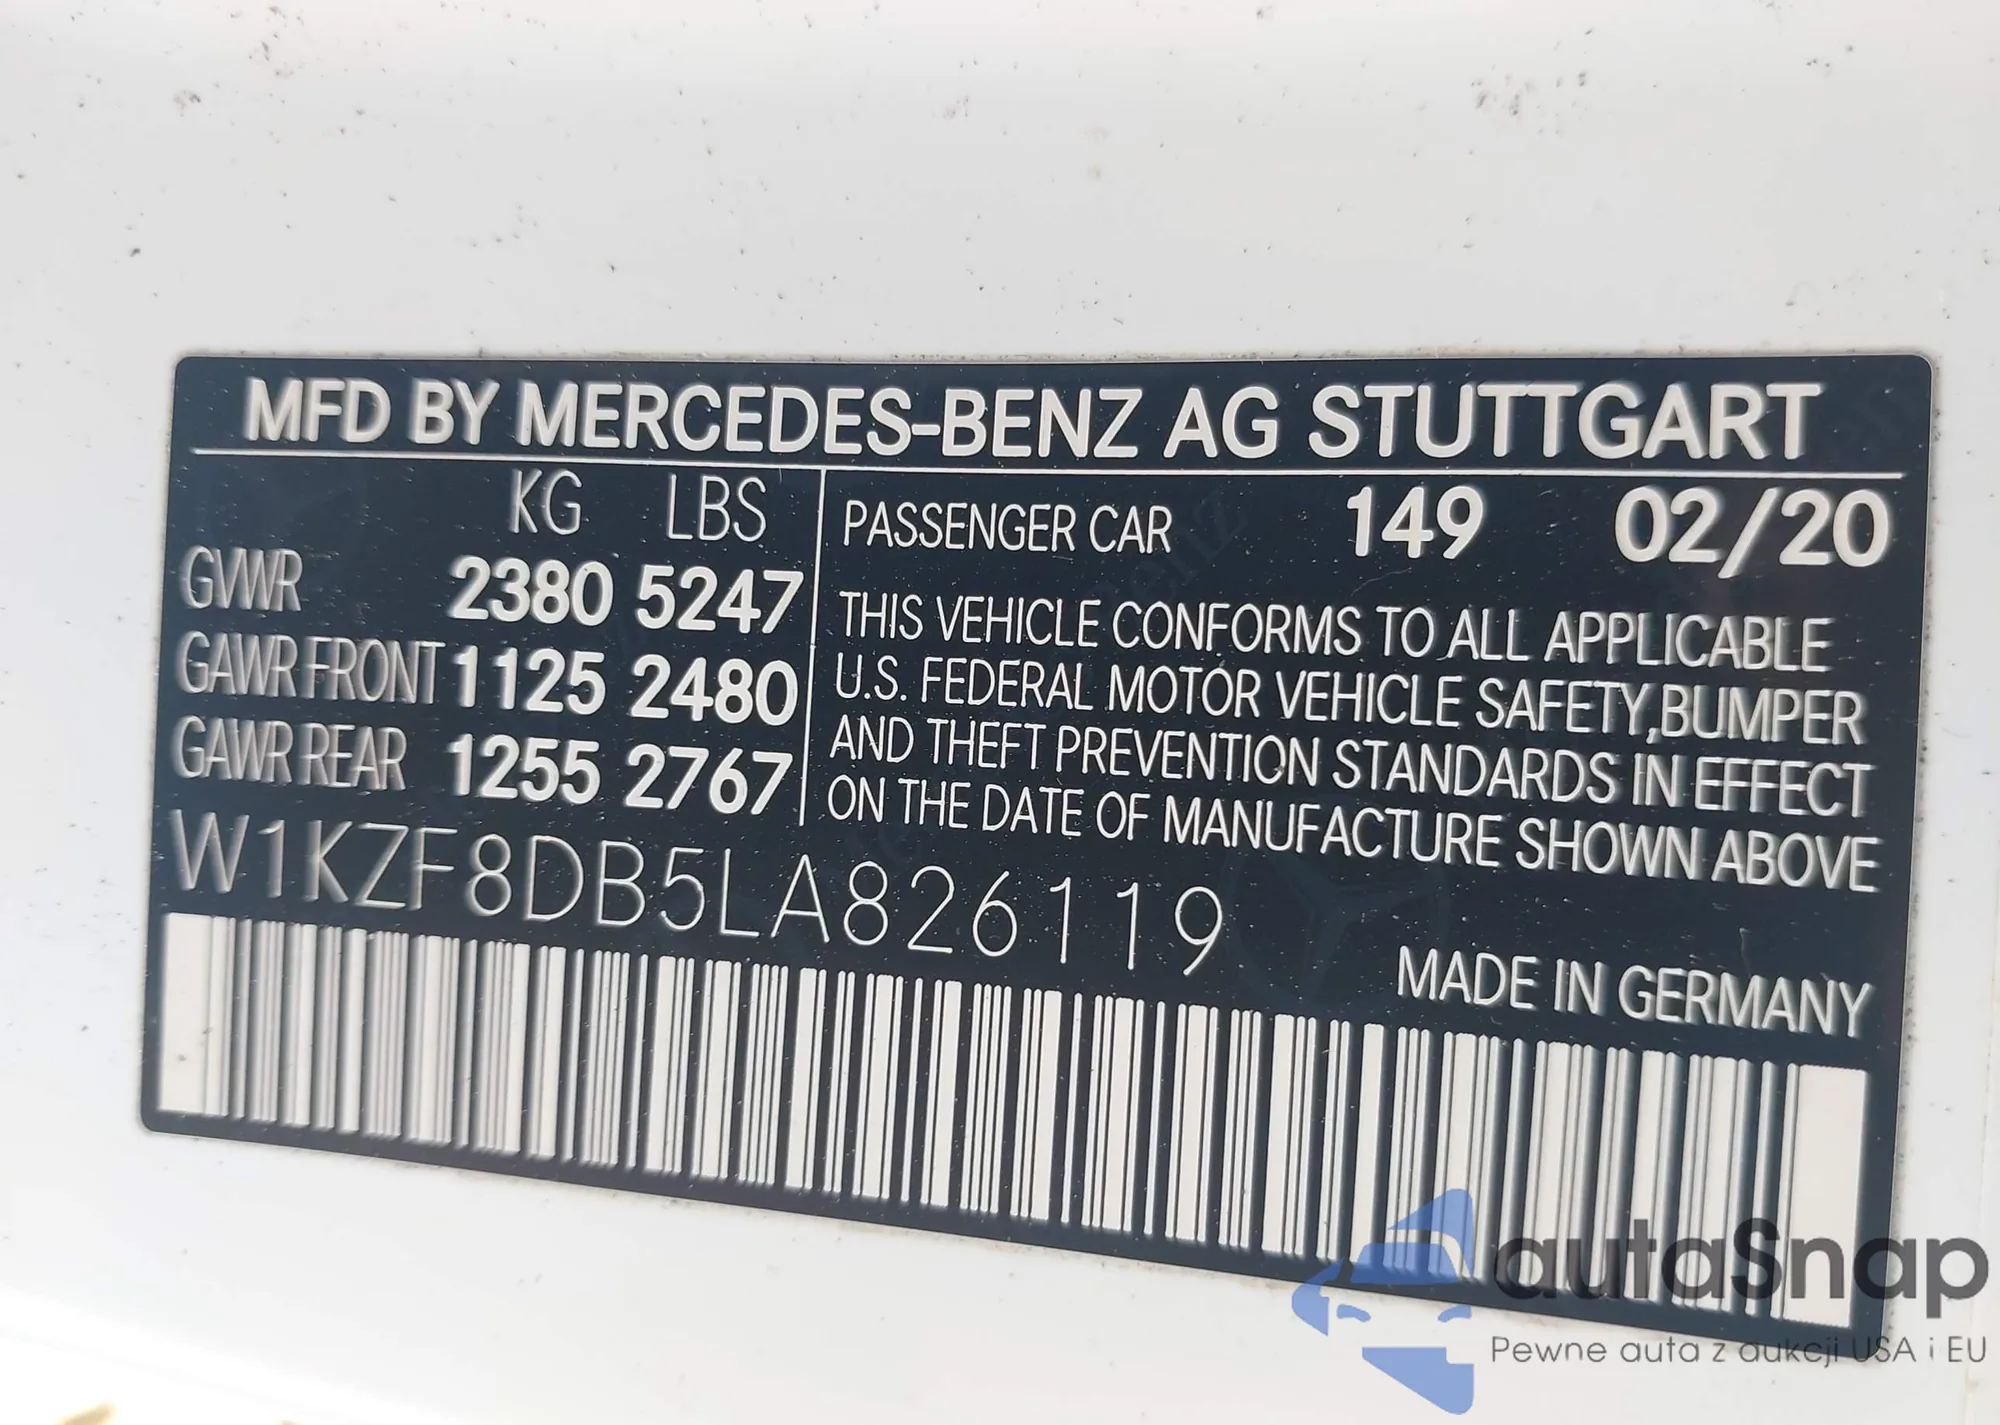 MFD BY MERCEDES-BENZ AG STUTTGART
KG LBS
GVWR 2380 5247
GAWR FRONT 1125 2480
GAWR REAR 1255 2767
PASSENGER CAR 149 02/20
THIS VEHICLE CONFORMS TO ALL APPLICABLE
U.S. FEDERAL MOTOR VEHICLE SAFETY,BUMPER
AND THEFT PREVENTION STANDARDS IN EFFECT
ON THE DATE OF MANUFACTURE SHOWN ABOVE
W1KZF8DB5LA826119
MADE IN GERMANY
autaSnap
Pewne auta z aukcji USA i EU